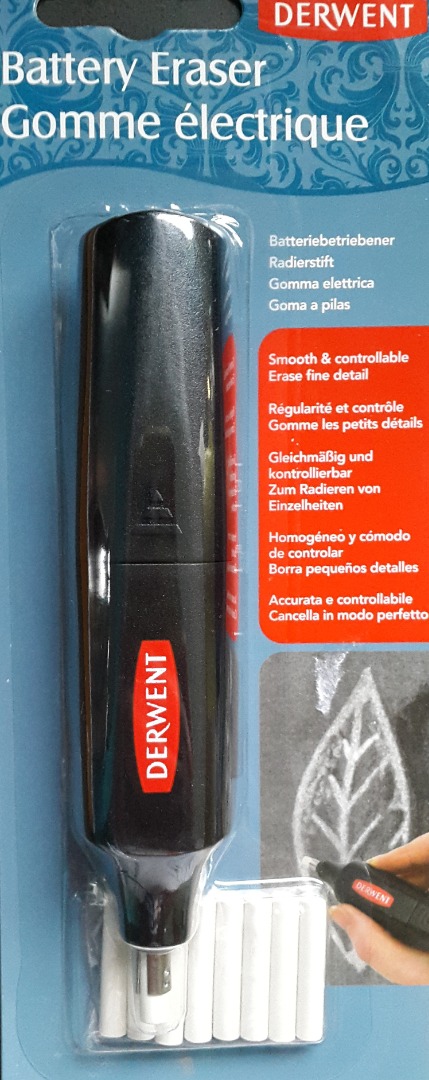 DERWENT
Battery Eraser
Gomme électrique
Batteriebetriebener
Radierstift
Gomma elettrica
Goma a pilas
Smooth & controllable
Erase fine detail
Régularité et contrôle
Gomme les petits détails
Gleichmäßig und
kontrollierbar
Zum Radieren von
Einzelheiten
Homogéneo y cómodo
de controlar
Borra pequeños detalles
Accurata e controllabile
Cancella in modo perfetto
DERWENT
DERWENT